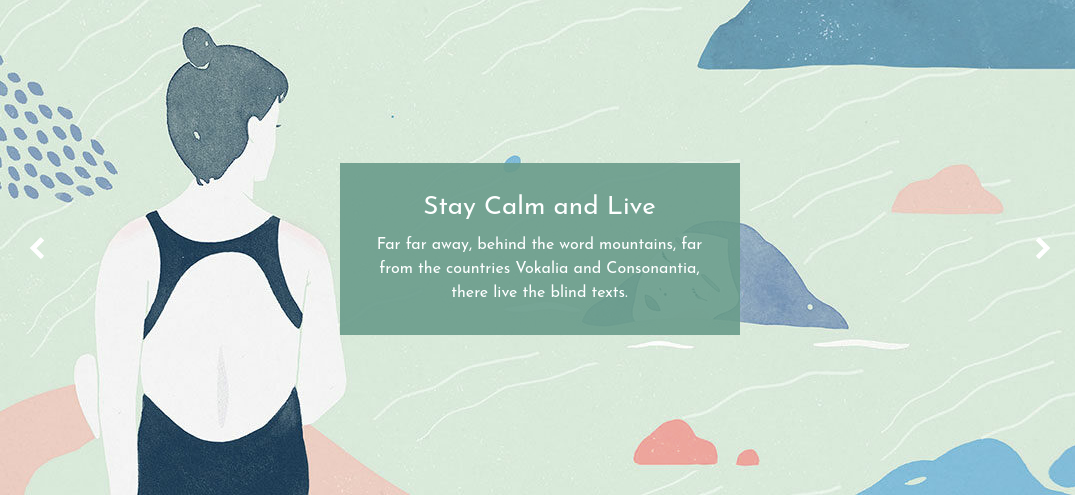 Stay Calm and Live
Far far away, behind the word mountains, far
from the countries Vokalia and Consonantia,
there live the blind texts.